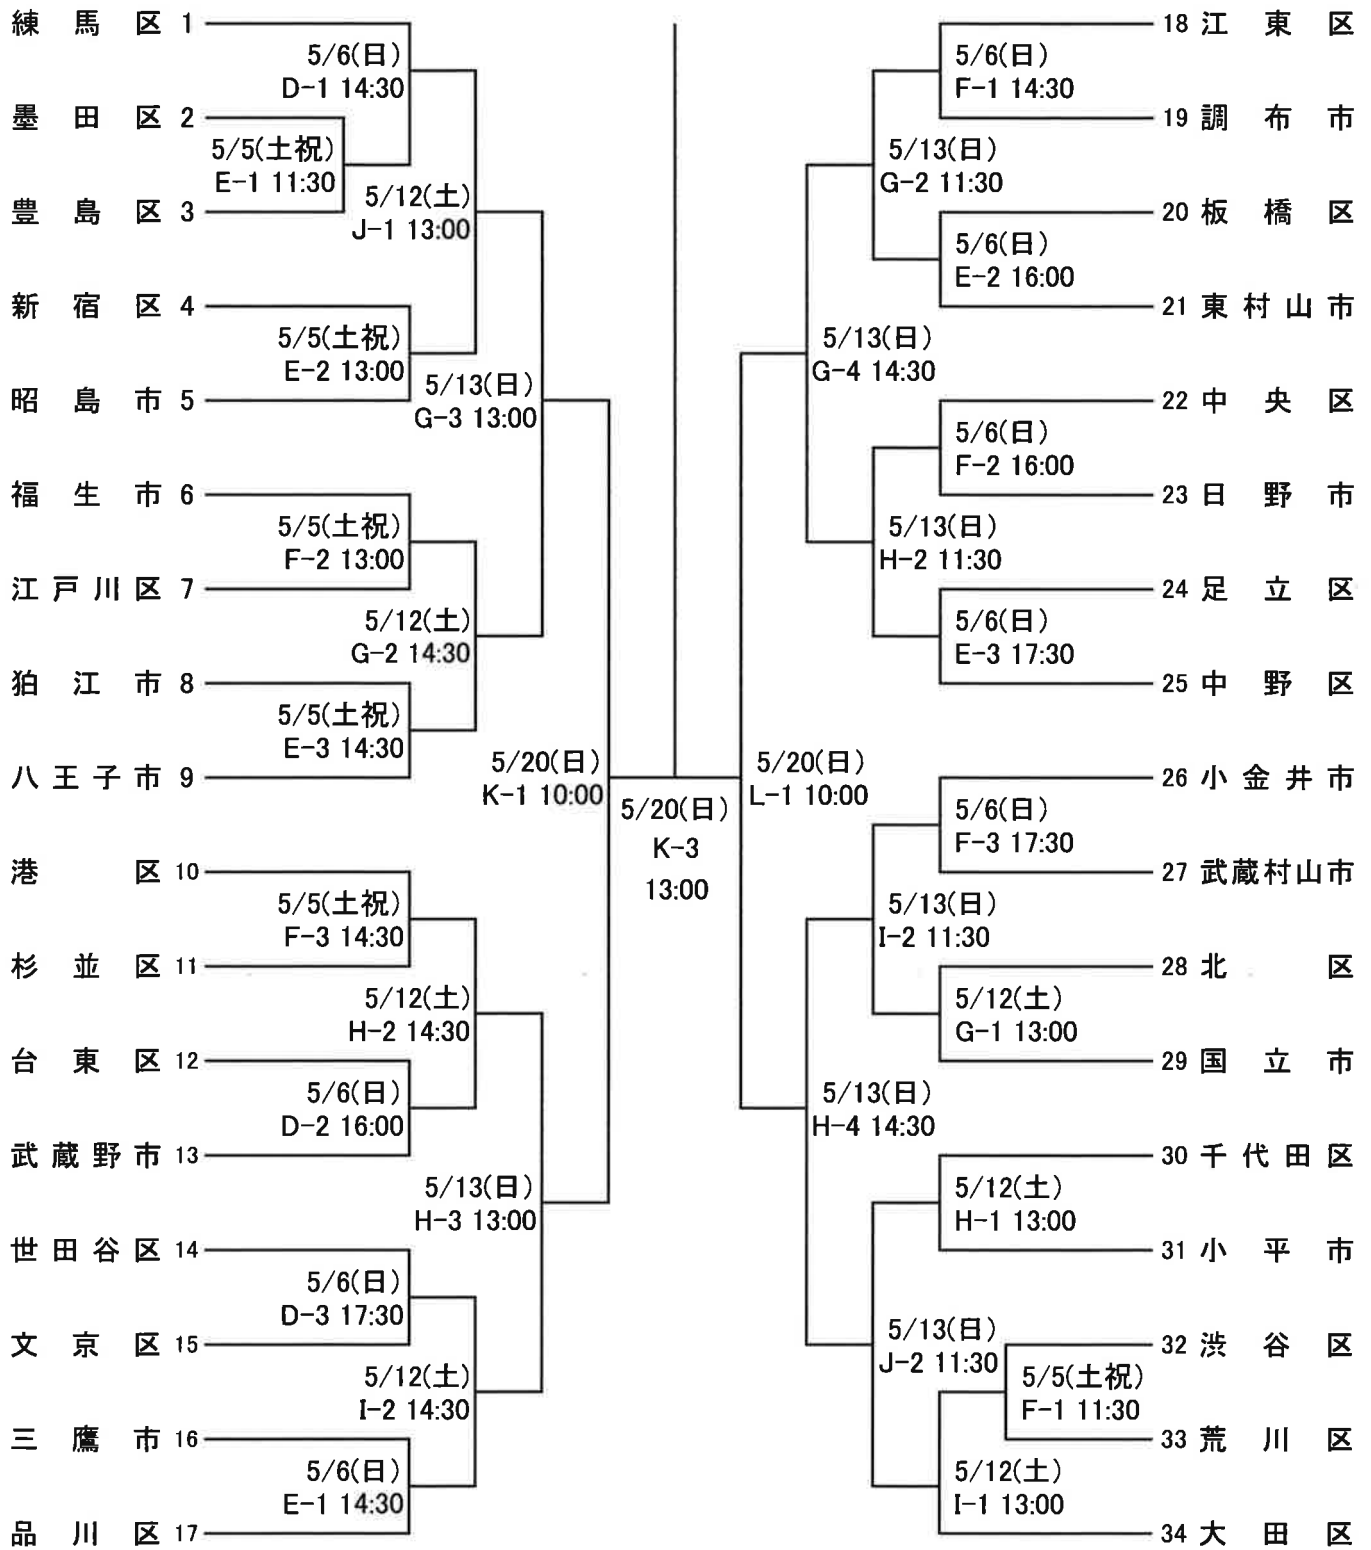 練馬区 1
5/6(日)
D-1 14:30
墨田区 2
5/5(土祝)
E-1 11:30
豊島区 3
5/12(土)
J-1 13:00
新宿区 4
5/5(土祝)
E-2 13:00
昭島市 5
5/13(日)
G-3 13:00
福生市 6
5/5(土祝)
F-2 13:00
江戸川区 7
5/12(土)
G-2 14:30
狛江市 8
5/5(土祝)
E-3 14:30
八王子市 9
5/20(日)
K-1 10:00
港区 10
5/5(土祝)
F-3 14:30
杉並区 11
5/12(土)
H-2 14:30
台東区 12
5/6(日)
D-2 16:00
武蔵野市 13
5/13(日)
H-3 13:00
世田谷区 14
5/6(日)
D-3 17:30
文京区 15
5/12(土)
I-2 14:30
三鷹市 16
5/6(日)
E-1 14:30
品川区 17
5/20(日)
K-3
13:00
18 江東区
5/6(日)
F-1 14:30
19 調布市
5/13(日)
G-2 11:30
20 板橋区
5/6(日)
E-2 16:00
21 東村山市
5/13(日)
G-4 14:30
22 中央区
5/6(日)
F-2 16:00
23 日野市
5/13(日)
H-2 11:30
24 足立区
5/6(日)
E-3 17:30
25 中野区
5/20(日)
L-1 10:00
26 小金井市
5/6(日)
F-3 17:30
27 武蔵村山市
5/13(日)
I-2 11:30
28 北区
5/12(土)
G-1 13:00
29 国立市
5/13(日)
H-4 14:30
30 千代田区
5/12(土)
H-1 13:00
31 小平市
5/13(日)
J-2 11:30
32 渋谷区
5/5(土祝)
F-1 11:30
33 荒川区
5/12(土)
I-1 13:00
34 大田区